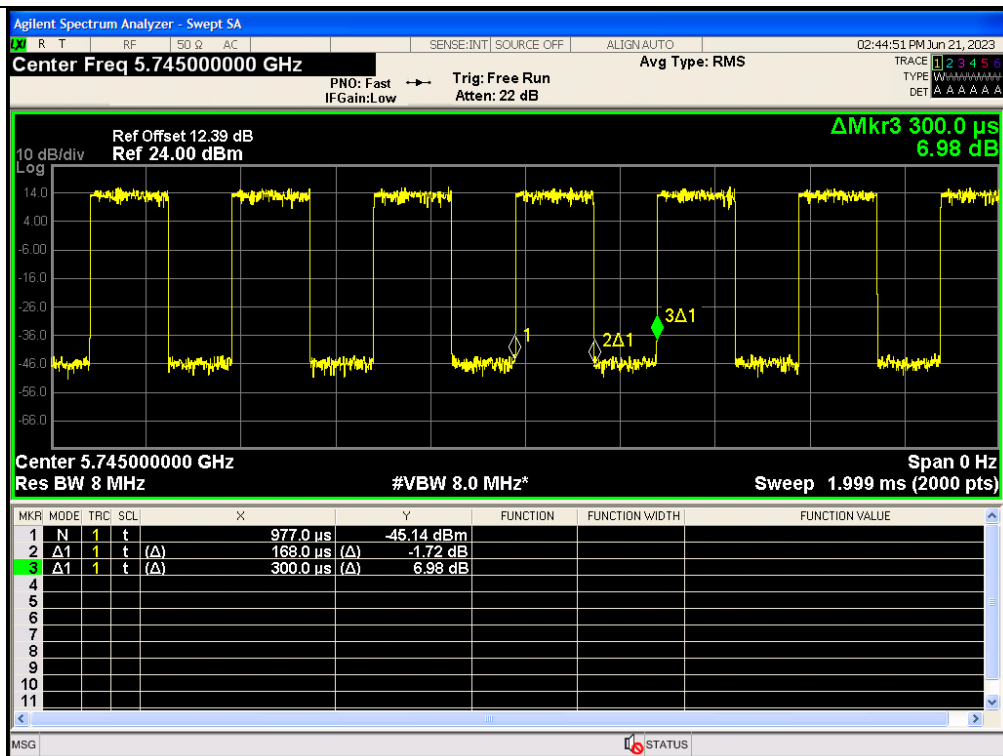 Agilent Spectrum Analyzer - Swept SA
LXI R T RF 50 Ω AC SENSE:INT SOURCE OFF ALIGNAUTO 02:44:51 PM Jun 21, 2023
Center Freq 5.745000000 GHz Avg Type: RMS TRACE 1 2 3 4 5 6
PNO: Fast Trig: Free Run TYPE WWWWWW
IFGain:Low Atten: 22 dB DET A A A A A A
ΔMkr3 300.0 µs
Ref Offset 12.39 dB
10 dB/div Ref 24.00 dBm 6.98 dB
Log
14.0
4.00
-6.00
-16.0
-26.0
3Δ1
-36.0
1
2Δ1
-46.0
-56.0
-66.0
Center 5.745000000 GHz Span 0 Hz
Res BW 8 MHz #VBW 8.0 MHz* Sweep 1.999 ms (2000 pts)
MKR MODE TRC SCL X Y FUNCTION FUNCTION WIDTH FUNCTION VALUE
1 N 1 t 977.0 µs -45.14 dBm
2 Δ1 1 t (Δ) 168.0 µs (Δ) -1.72 dB
3 Δ1 1 t (Δ) 300.0 µs (Δ) 6.98 dB
4
5
6
7
8
9
10
11
MSG STATUS